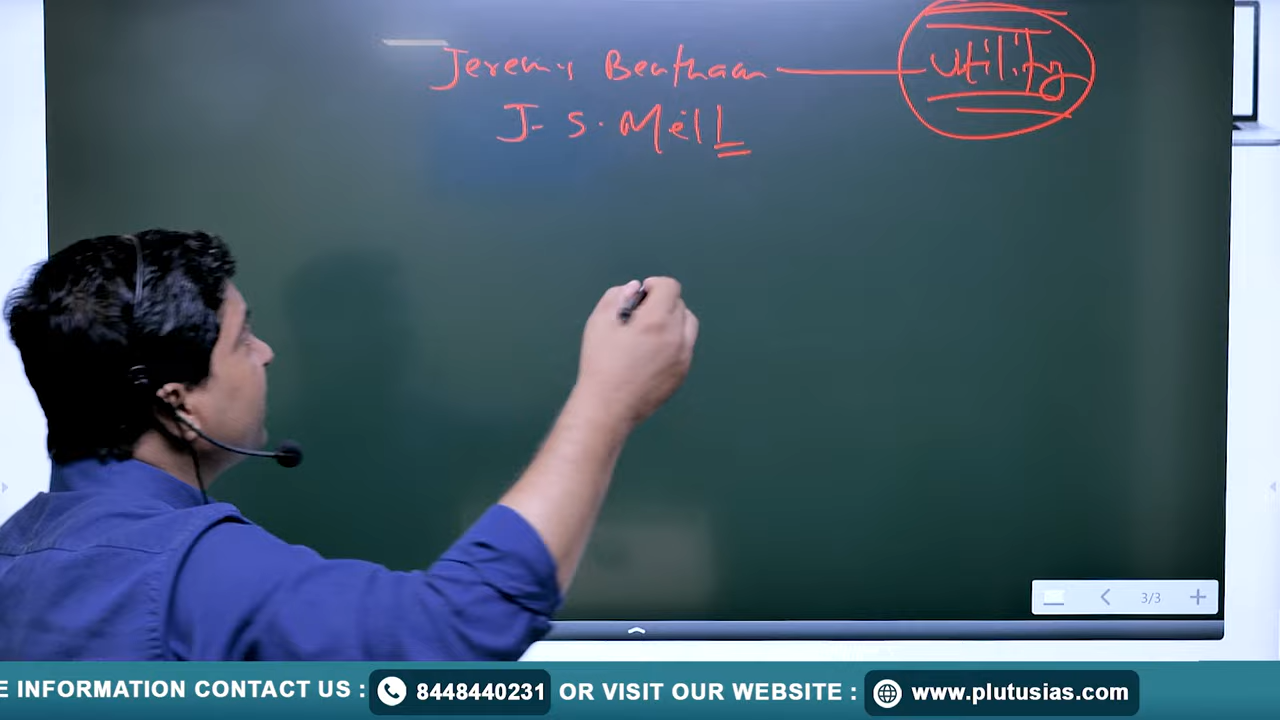 Jeremy Bentham — utility
J. S. Mill
3/3
E INFORMATION CONTACT US : 8448440231 OR VISIT OUR WEBSITE : www.plutusias.com